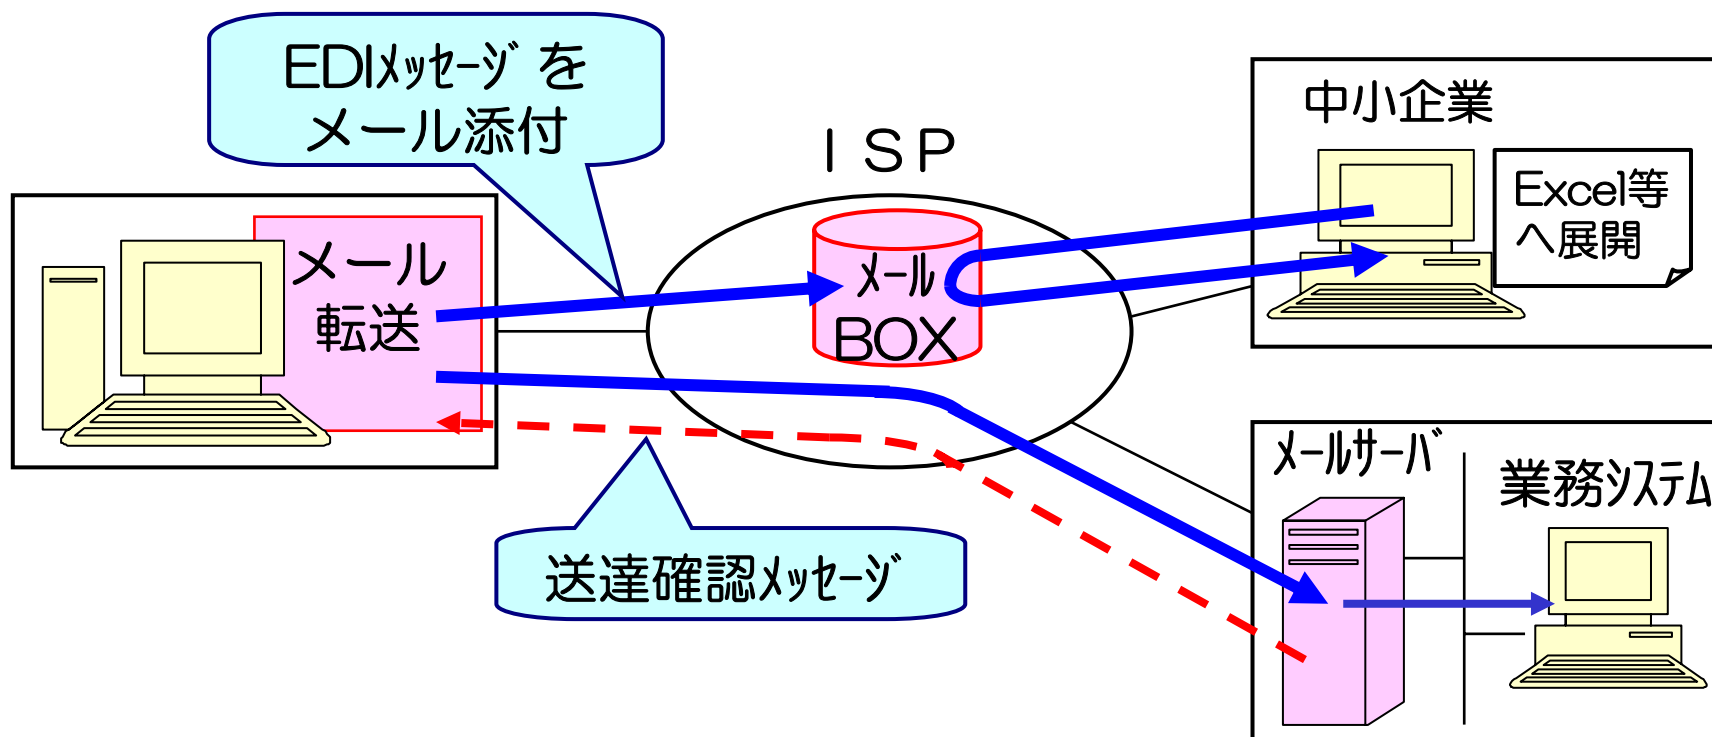 EDIメッセージを
メール添付
ISP
メール
転送
メール
BOX
中小企業
Excel等
へ展開
送達確認メッセージ
メールサーバ
業務システム